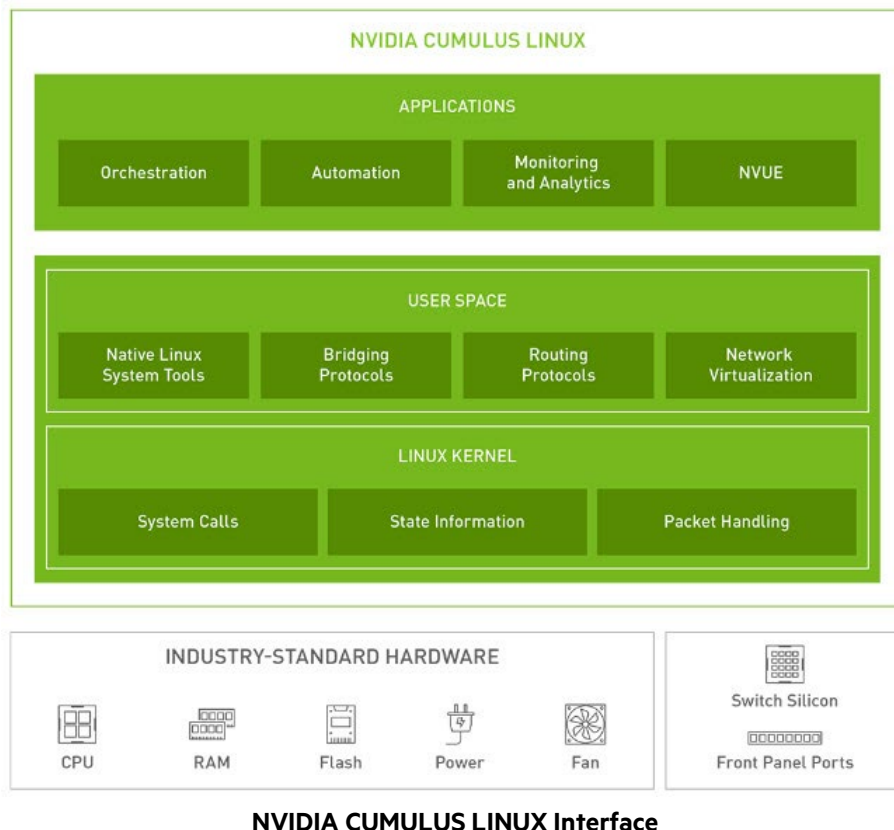 NVIDIA CUMULUS LINUX
APPLICATIONS
Orchestration
Automation
Monitoring
and Analytics
NVUE
USER SPACE
Native Linux
System Tools
Bridging
Protocols
Routing
Protocols
Network
Virtualization
LINUX KERNEL
System Calls
State Information
Packet Handling
INDUSTRY-STANDARD HARDWARE
CPU
RAM
Flash
Power
Fan
Switch Silicon
Front Panel Ports
NVIDIA CUMULUS LINUX Interface